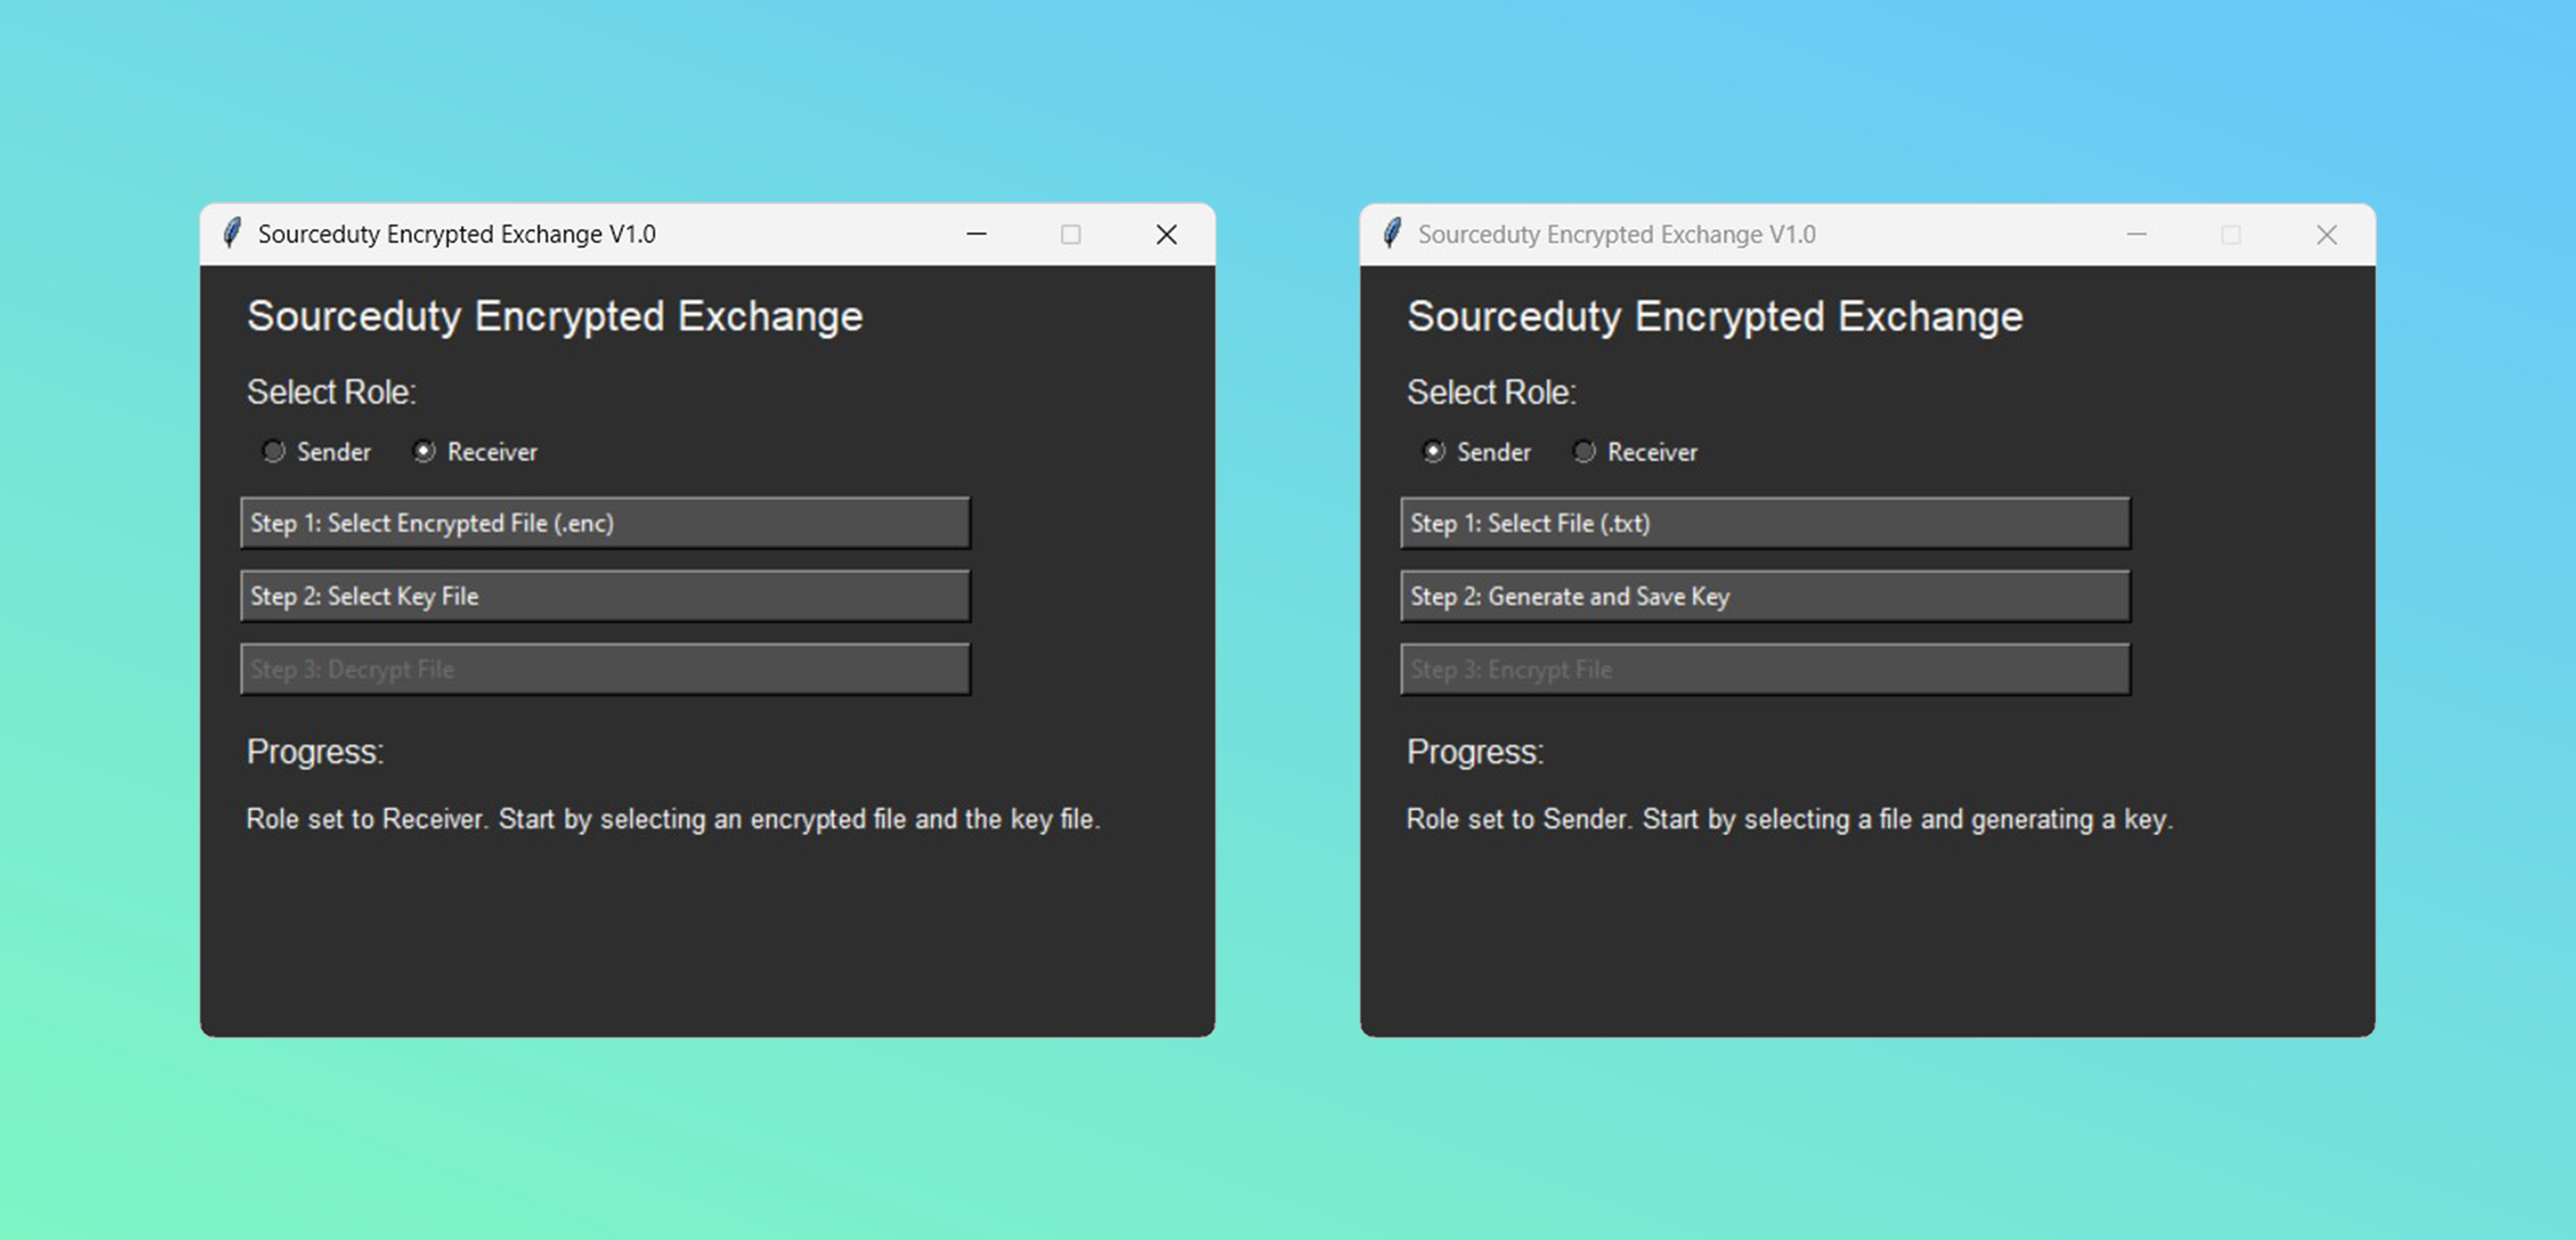 Sourceduty Encrypted Exchange V1.0
Sourceduty Encrypted Exchange
Select Role:
Sender Receiver
Step 1: Select Encrypted File (.enc)
Step 2: Select Key File
Step 3: Decrypt File
Progress:
Role set to Receiver. Start by selecting an encrypted file and the key file.
Sourceduty Encrypted Exchange V1.0
Sourceduty Encrypted Exchange
Select Role:
Sender Receiver
Step 1: Select File (.txt)
Step 2: Generate and Save Key
Step 3: Encrypt File
Progress:
Role set to Sender. Start by selecting a file and generating a key.